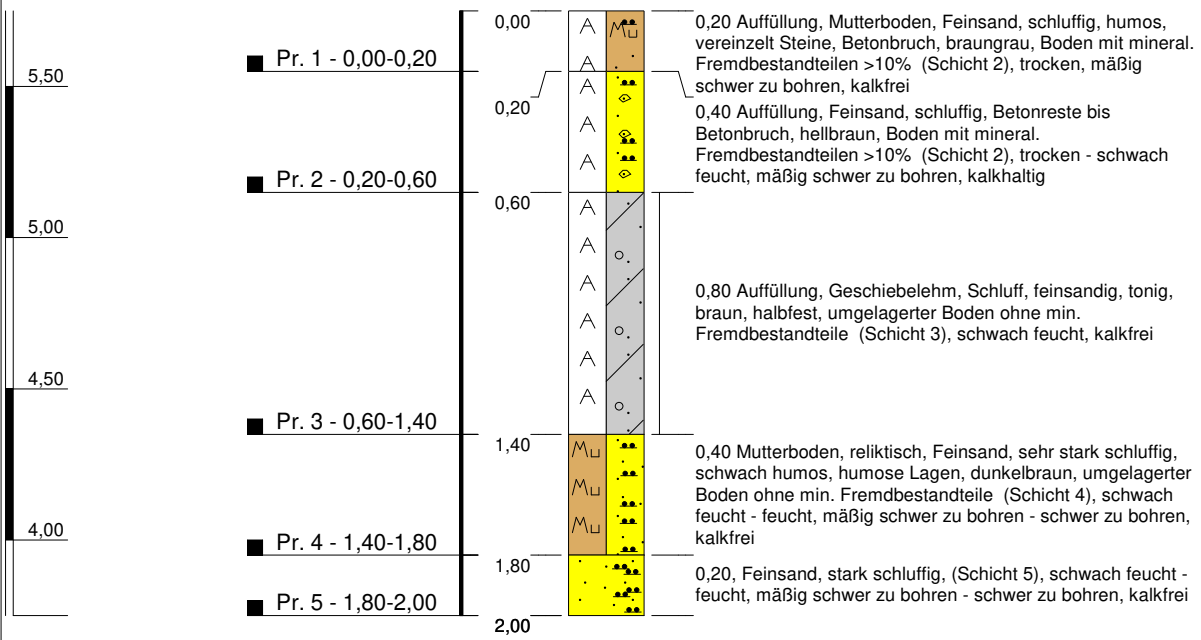 0,00
0,20 Auffüllung, Mutterboden, Feinsand, schluffig, humos,
vereinzelt Steine, Betonbruch, braungrau, Boden mit mineral.
Fremdbestandteilen >10% (Schicht 2), trocken, mäßig
schwer zu bohren, kalkfrei
Pr. 1 - 0,00-0,20
5,50
0,20
0,40 Auffüllung, Feinsand, schluffig, Betonreste bis
Betonbruch, hellbraun, Boden mit mineral.
Fremdbestandteilen >10% (Schicht 2), trocken - schwach
feucht, mäßig schwer zu bohren, kalkhaltig
Pr. 2 - 0,20-0,60
0,60
5,00
0,80 Auffüllung, Geschiebelehm, Schluff, feinsandig, tonig,
braun, halbfest, umgelagerter Boden ohne min.
Fremdbestandteile (Schicht 3), schwach feucht, kalkfrei
4,50
Pr. 3 - 0,60-1,40
1,40
0,40 Mutterboden, reliktisch, Feinsand, sehr stark schluffig,
schwach humos, humose Lagen, dunkelbraun, umgelagerter
Boden ohne min. Fremdbestandteile (Schicht 4), schwach
feucht - feucht, mäßig schwer zu bohren - schwer zu bohren,
kalkfrei
4,00
Pr. 4 - 1,40-1,80
1,80
0,20, Feinsand, stark schluffig, (Schicht 5), schwach feucht -
feucht, mäßig schwer zu bohren - schwer zu bohren, kalkfrei
Pr. 5 - 1,80-2,00
2,00
A
A
A
A
A
A
A
A
A
A
A
Mu
Mu
Mu
Mu